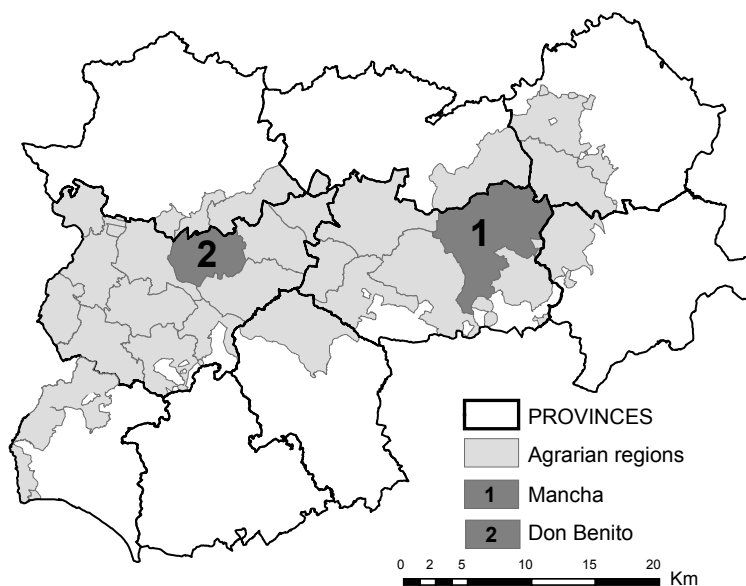 1
2
PROVINCES
Agrarian regions
1 Mancha
2 Don Benito
0 2 5 10 15 20
Km